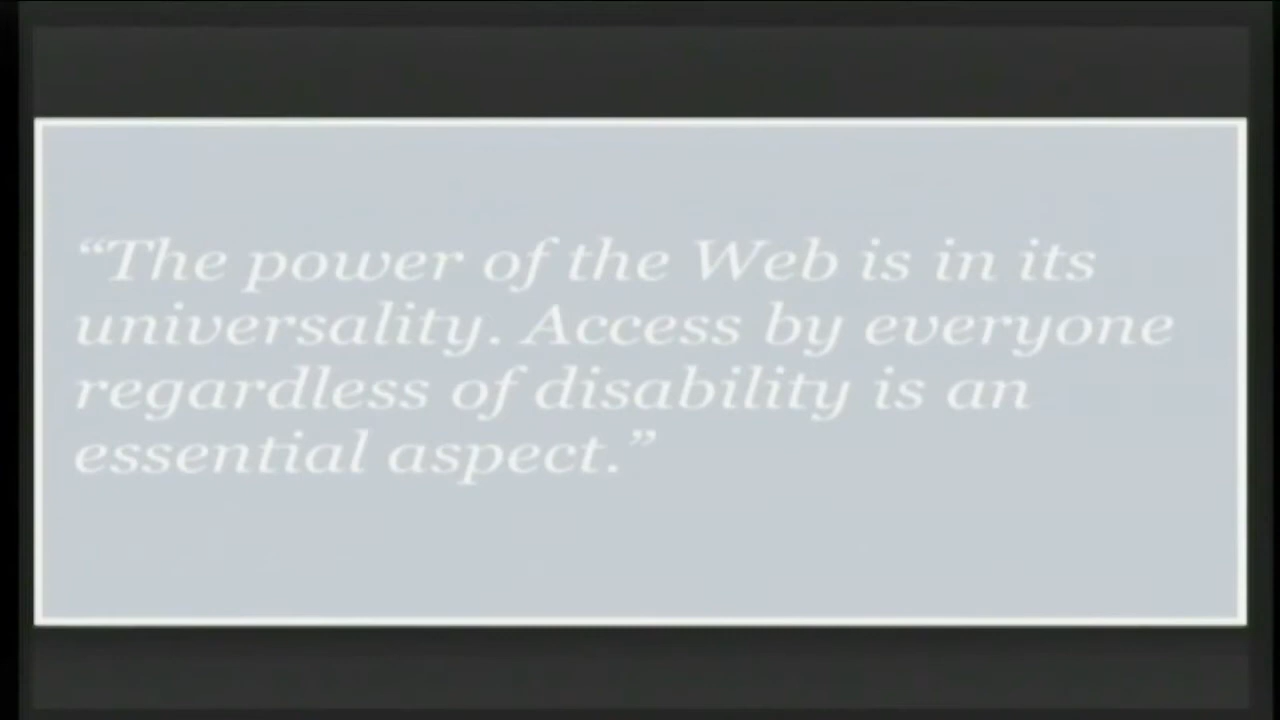 “The power of the Web is in its
universality. Access by everyone
regardless of disability is an
essential aspect.”